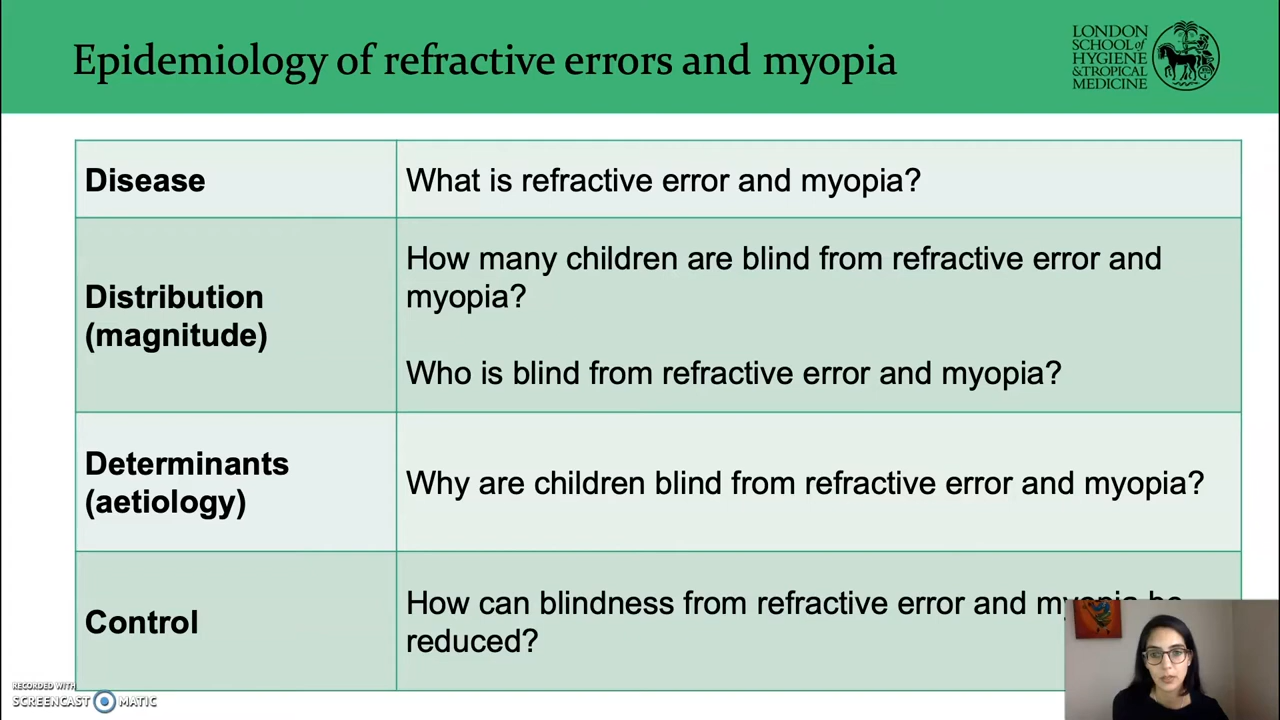 Epidemiology of refractive errors and myopia
LONDON
SCHOOL of
HYGIENE
& TROPICAL
MEDICINE
Disease
What is refractive error and myopia?
Distribution
(magnitude)
How many children are blind from refractive error and
myopia?
Who is blind from refractive error and myopia?
Determinants
(aetiology)
Why are children blind from refractive error and myopia?
Control
How can blindness from refractive error and myopia be
reduced?
RECORDED WITH
SCREENCAST MATIC